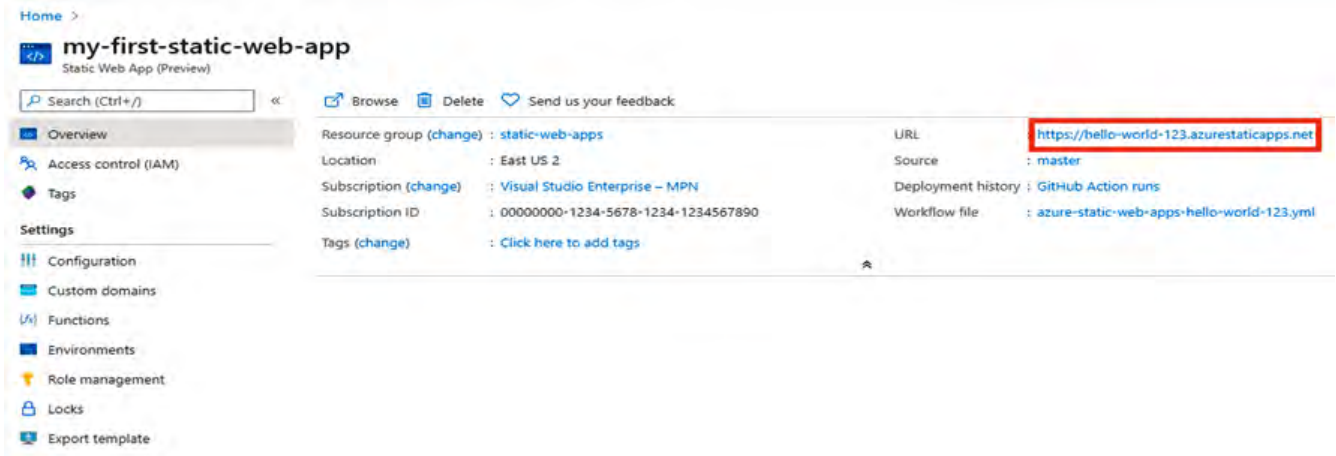 Home >
my-first-static-web-app
Static Web App (Preview)
Search (Ctrl+/)
«
Browse Delete Send us your feedback
Overview
Access control (IAM)
Tags
Settings
Configuration
Custom domains
Functions
Environments
Role management
Locks
Export template
Resource group (change) : static-web-apps
Location : East US 2
Subscription (change) : Visual Studio Enterprise – MPN
Subscription ID : 00000000-1234-5678-1234-1234567890
Tags (change) : Click here to add tags
URL : https://hello-world-123.azurestaticapps.net
Source : master
Deployment history : GitHub Action runs
Workflow file : azure-static-web-apps-hello-world-123.yml